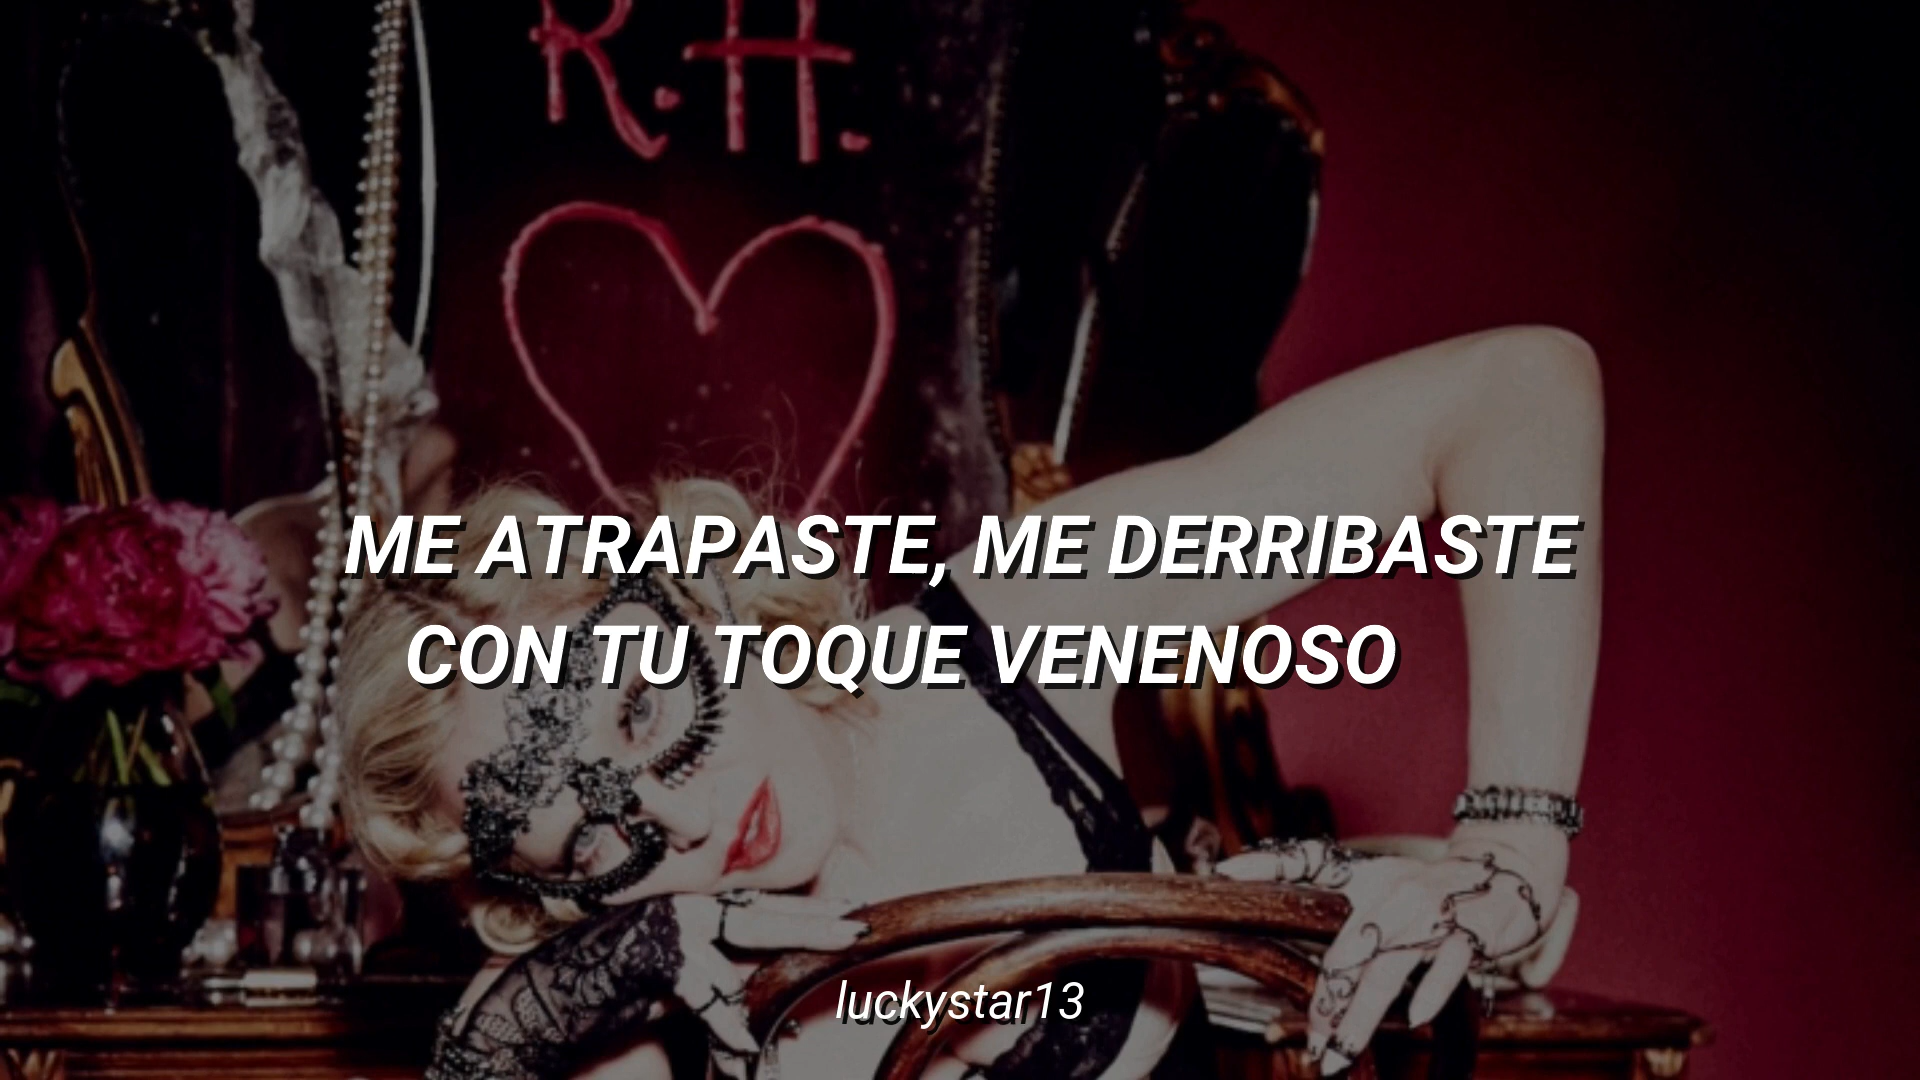 R.H.
ME ATRAPASTE, ME DERRIBASTE
CON TU TOQUE VENENOSO
luckystar13